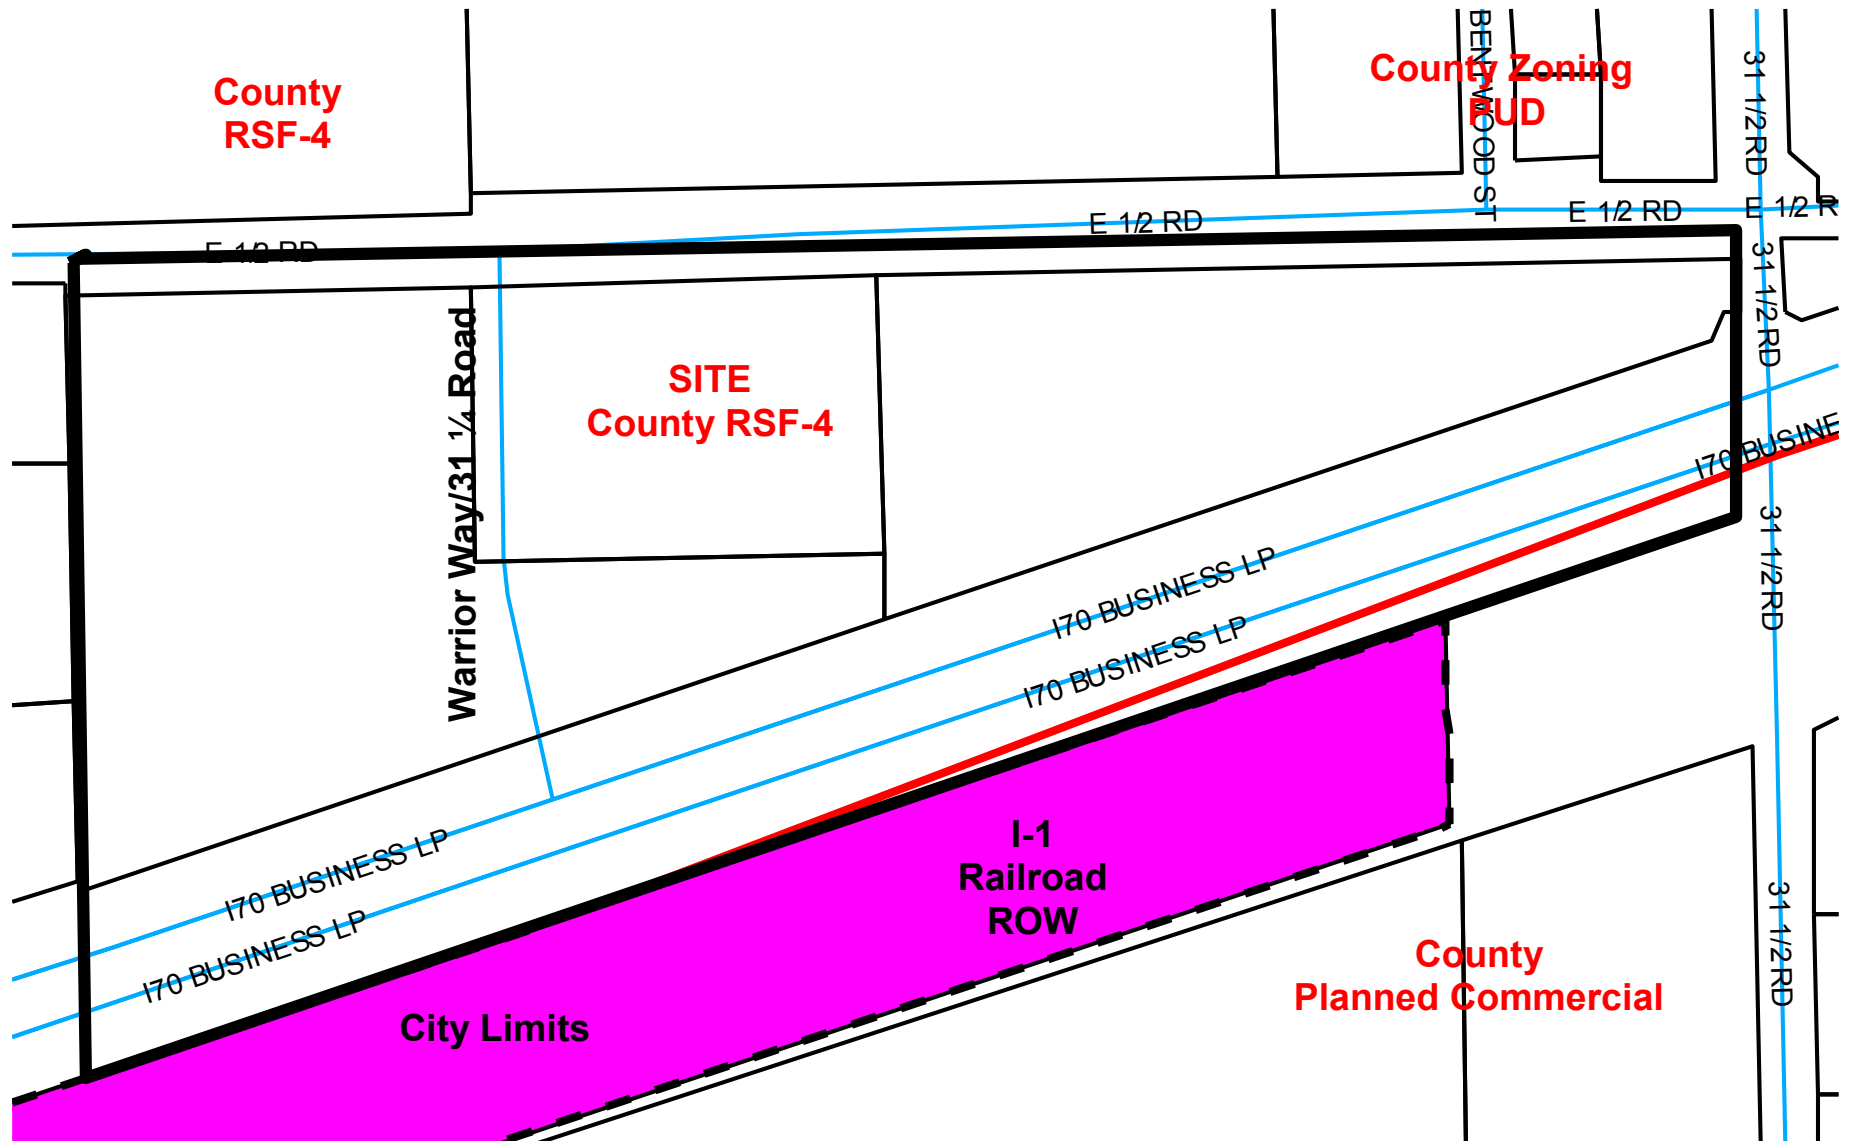 County
RSF-4
County Zoning
PUD
BENTWOOD ST
31 1/2 RD
E 1/2 RD
E 1/2 RD
E 1/2 RD
E 1/2 R
31 1/2 RD
Warrior Way/31 ¼ Road
SITE
County RSF-4
I70 BUSINE
31 1/2 RD
I70 BUSINESS LP
I70 BUSINESS LP
I-1
Railroad
ROW
I70 BUSINESS LP
I70 BUSINESS LP
31 1/2 RD
County
Planned Commercial
City Limits